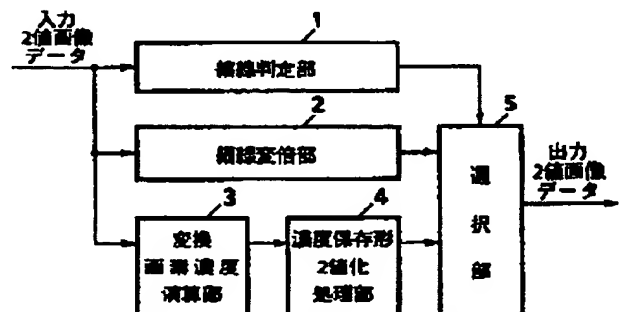 入力
2値画像
データ
1
細線判定部
2
細線変倍部
3
変換
画素濃度
演算部
4
濃度保存形
2値化
処理部
5
選
択
部
出力
2値画像
データ